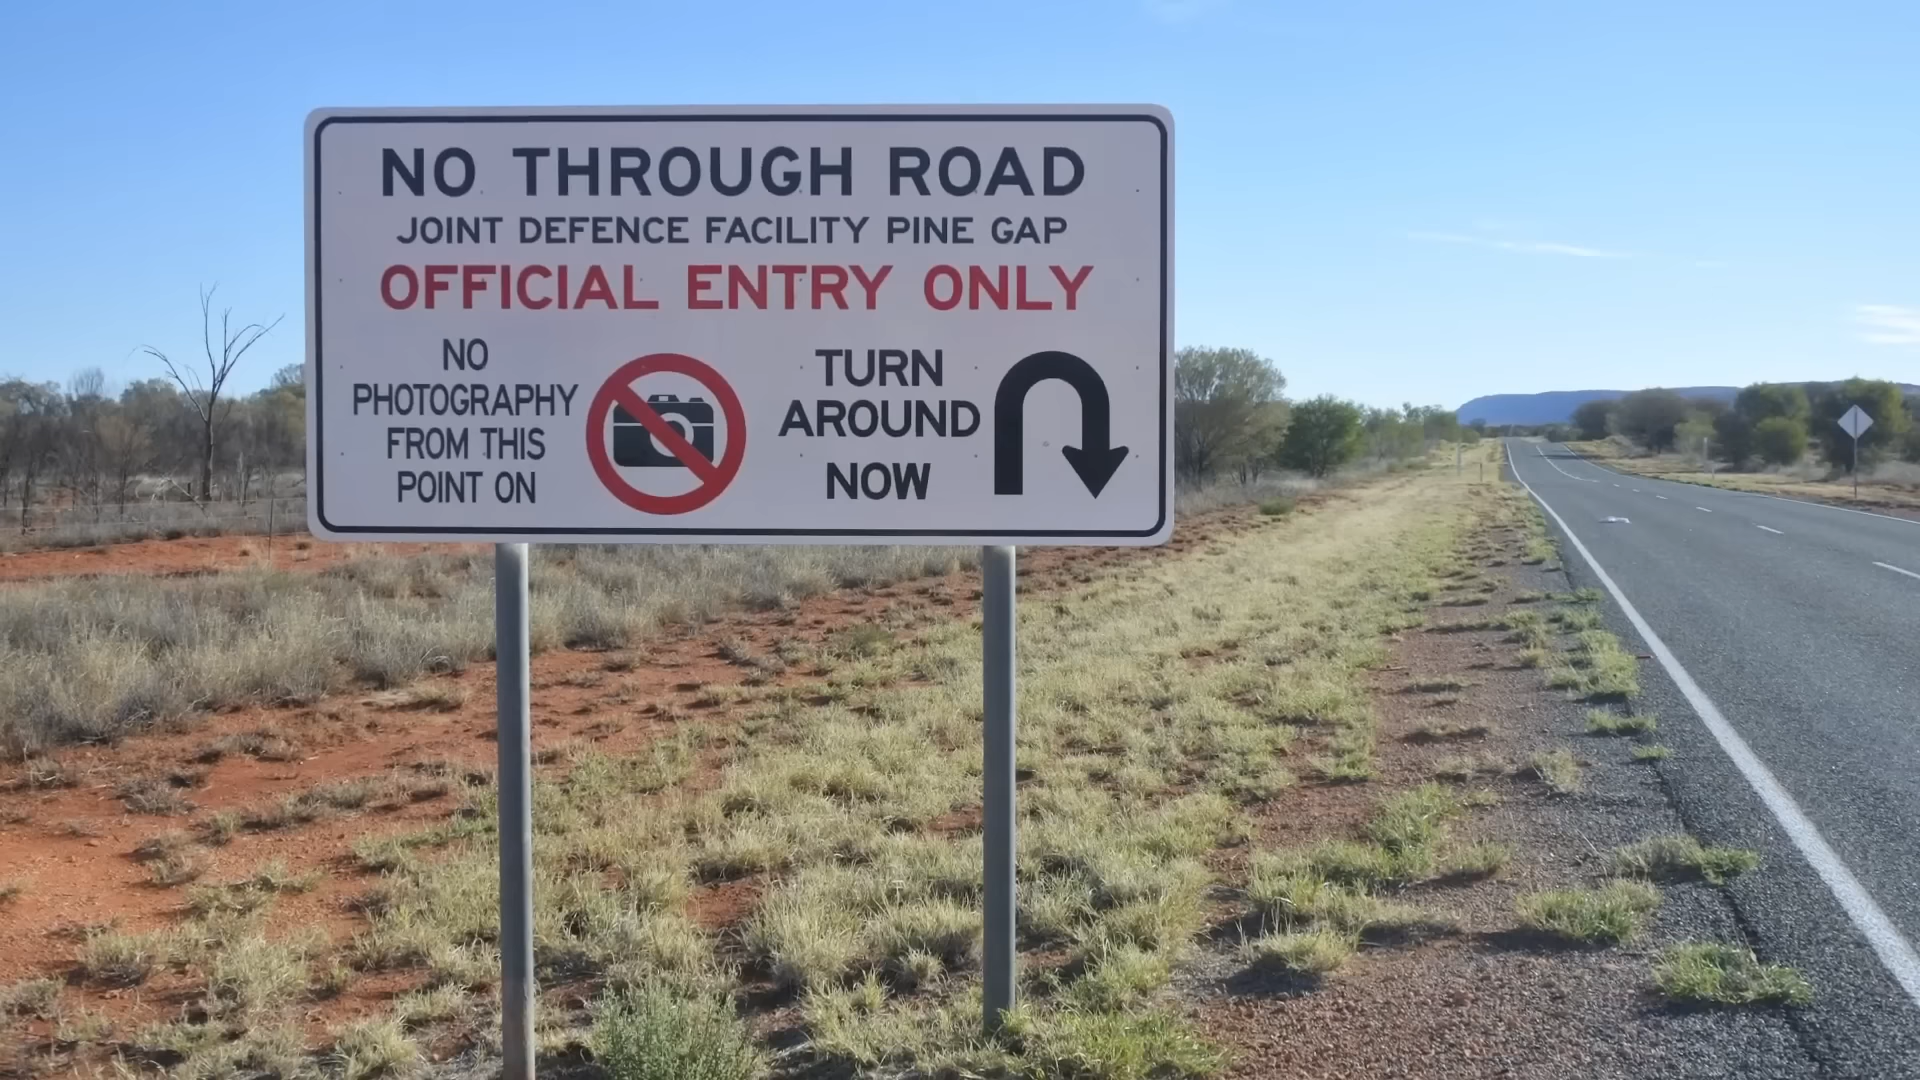 NO THROUGH ROAD
JOINT DEFENCE FACILITY PINE GAP
OFFICIAL ENTRY ONLY
NO
PHOTOGRAPHY
FROM THIS
POINT ON
TURN
AROUND
NOW